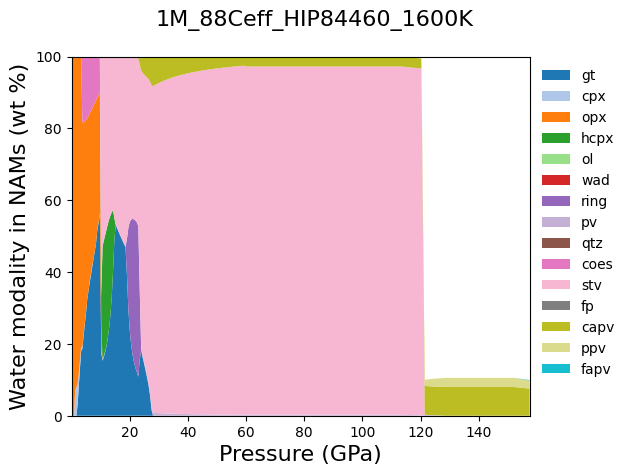 1M_88Ceff_HIP84460_1600K
Water modality in NAMs (wt %)
100
80
60
40
20
0
20
40
60
80
100
120
140
Pressure (GPa)
gt
cpx
opx
hcpx
ol
wad
ring
pv
qtz
coes
stv
fp
capv
ppv
fapv